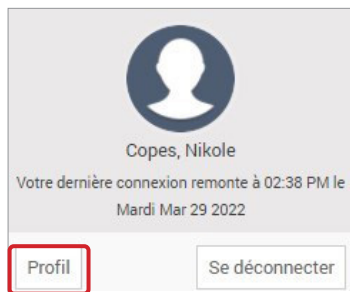 Copes, Nikole
Votre dernière connexion remonte à 02:38 PM le
Mardi Mar 29 2022
Profil
Se déconnecter